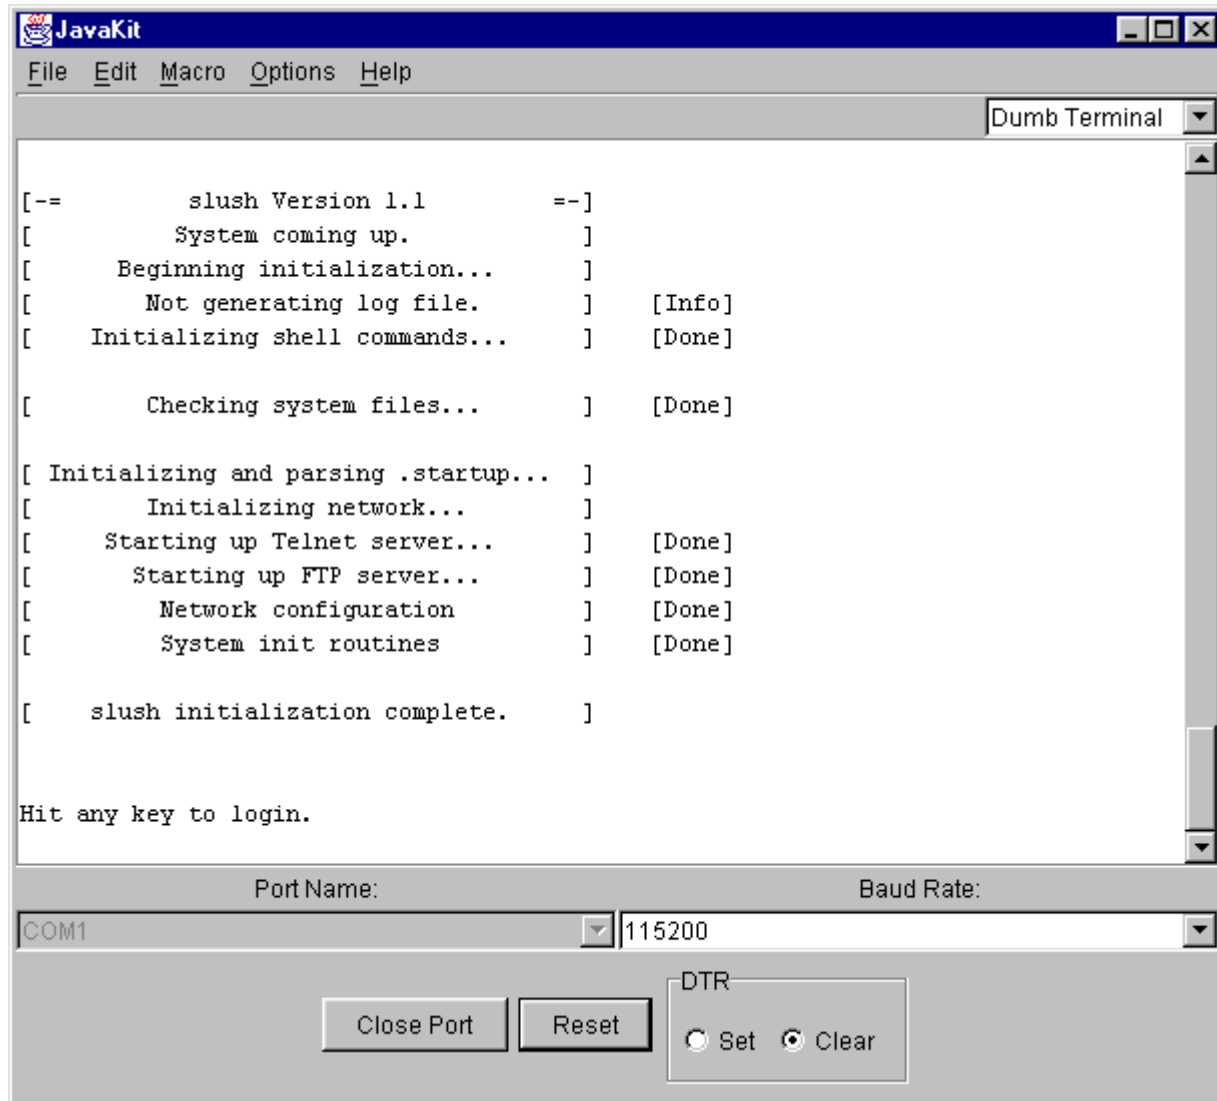 JavaKit
File Edit Macro Options Help
Dumb Terminal
[-= slush Version 1.1 =-]
[ System coming up. ]
[ Beginning initialization... ]
[ Not generating log file. ] [Info]
[ Initializing shell commands... ] [Done]
[ Checking system files... ] [Done]
[ Initializing and parsing .startup... ]
[ Initializing network... ]
[ Starting up Telnet server... ] [Done]
[ Starting up FTP server... ] [Done]
[ Network configuration ] [Done]
[ System init routines ] [Done]
[ slush initialization complete. ]
Hit any key to login.
Port Name: Baud Rate:
COM1 115200
DTR
Close Port Reset Set Clear